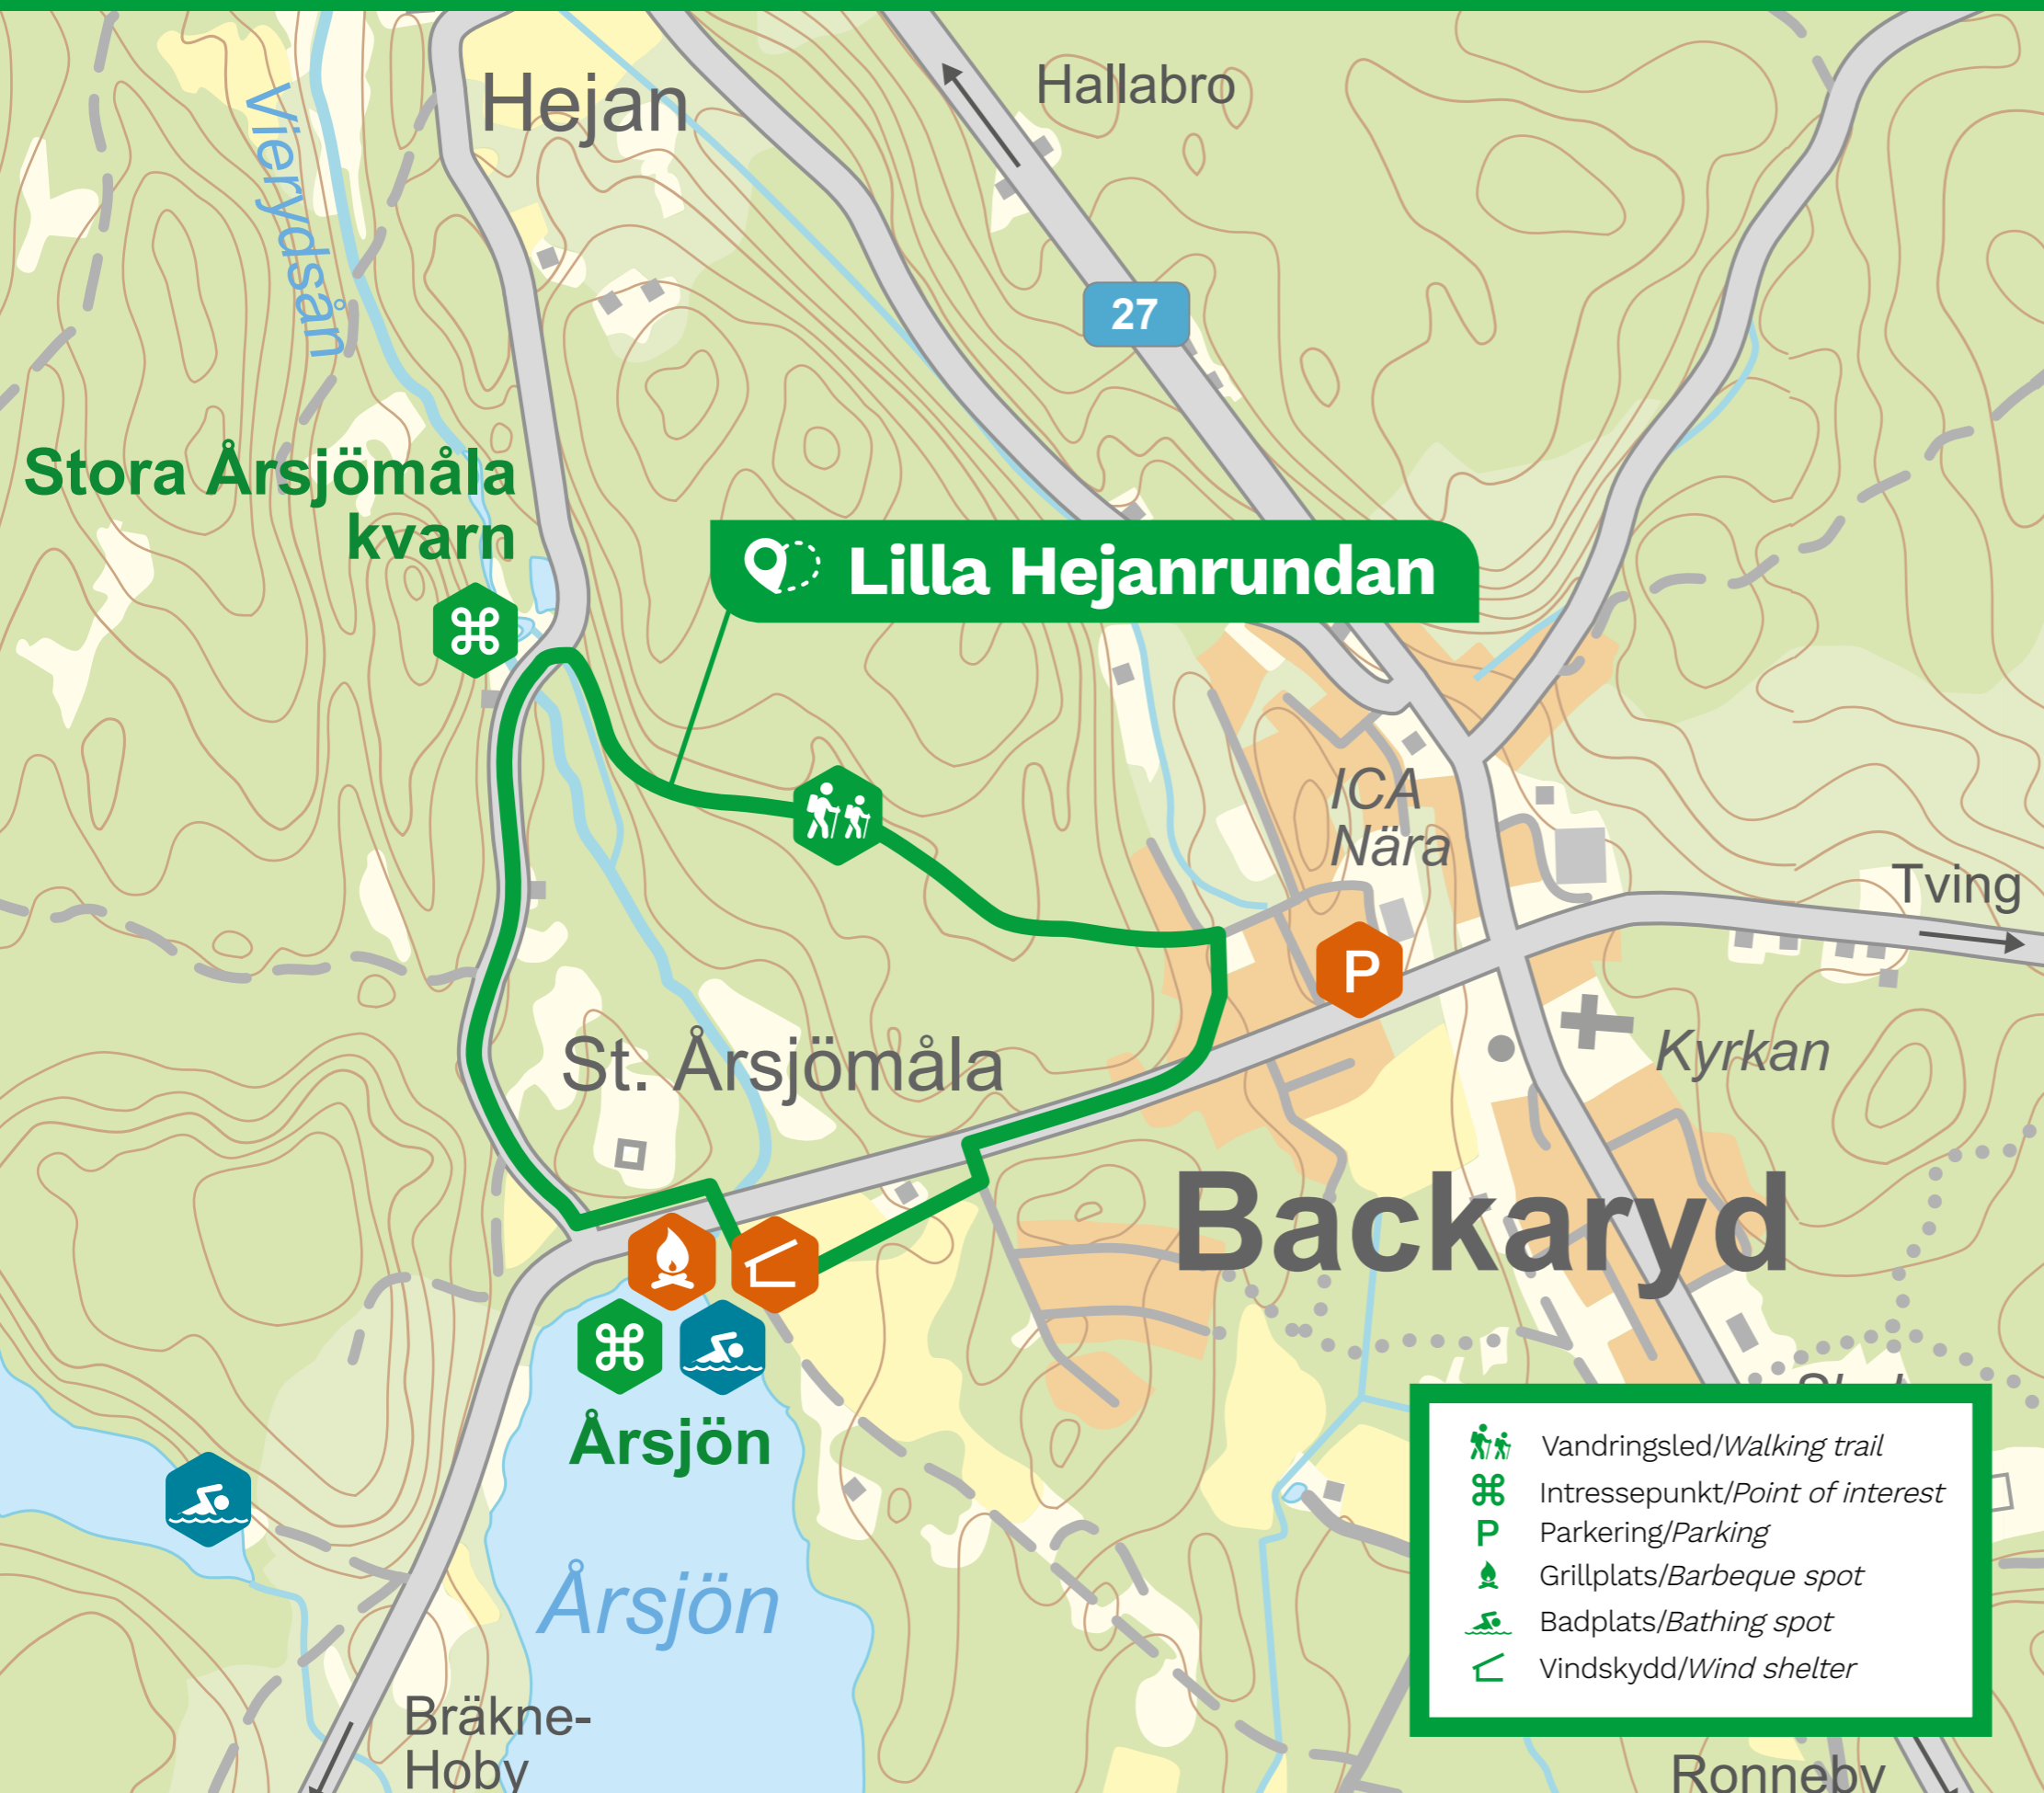 Hejan
Hallabro
Vierydsån
27
Stora Årsjömåla
kvarn
Lilla Hejanrundan
ICA
Nära
Tving
P
St. Årsjömåla
Kyrkan
Backaryd
Årsjön
Årsjön
Bräkne-
Hoby
Vandringsled/Walking trail
Intressepunkt/Point of interest
P Parkering/Parking
Grillplats/Barbeque spot
Badplats/Bathing spot
Vindskydd/Wind shelter
Ronneby